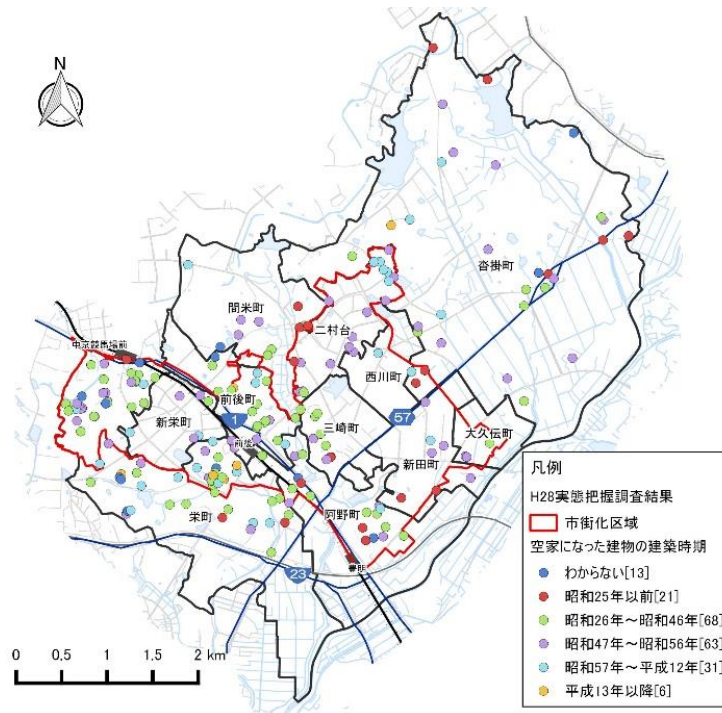 N
沓掛町
間米町
二村台
中京競馬場前
西川町
前後町
1
57
新栄町
三崎町
大久伝町
前後
新田町
栄町
阿野町
豊明
23
0 0.5 1 2 km
凡例
H28実態把握調査結果
市街化区域
空家になった建物の建築時期
わからない[13]
昭和25年以前[21]
昭和26年～昭和46年[68]
昭和47年～昭和56年[63]
昭和57年～平成12年[31]
平成13年以降[6]